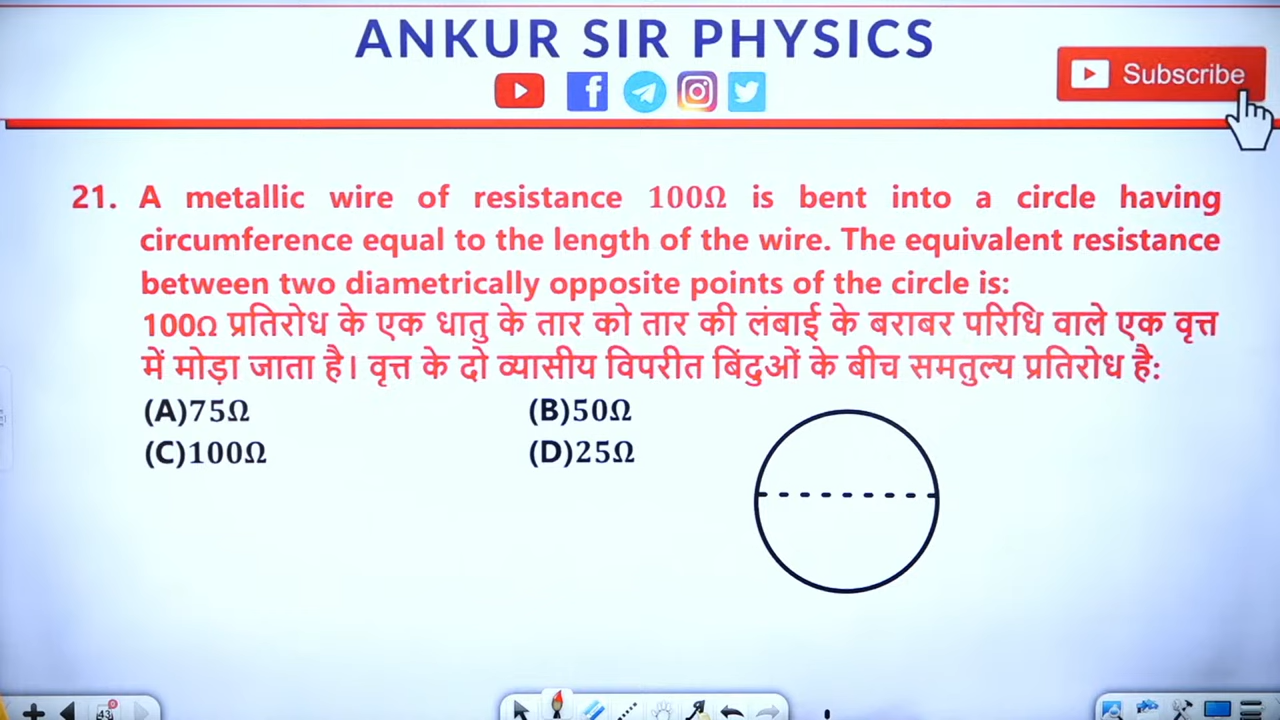 ANKUR SIR PHYSICS
Subscribe
21. A metallic wire of resistance 100Ω is bent into a circle having
circumference equal to the length of the wire. The equivalent resistance
between two diametrically opposite points of the circle is:
100Ω प्रतिरोध के एक धातु के तार को तार की लंबाई के बराबर परिधि वाले एक वृत्त
में मोड़ा जाता है। वृत्त के दो व्यासीय विपरीत बिंदुओं के बीच समतुल्य प्रतिरोध है:
(A)75Ω (B)50Ω
(C)100Ω (D)25Ω
43